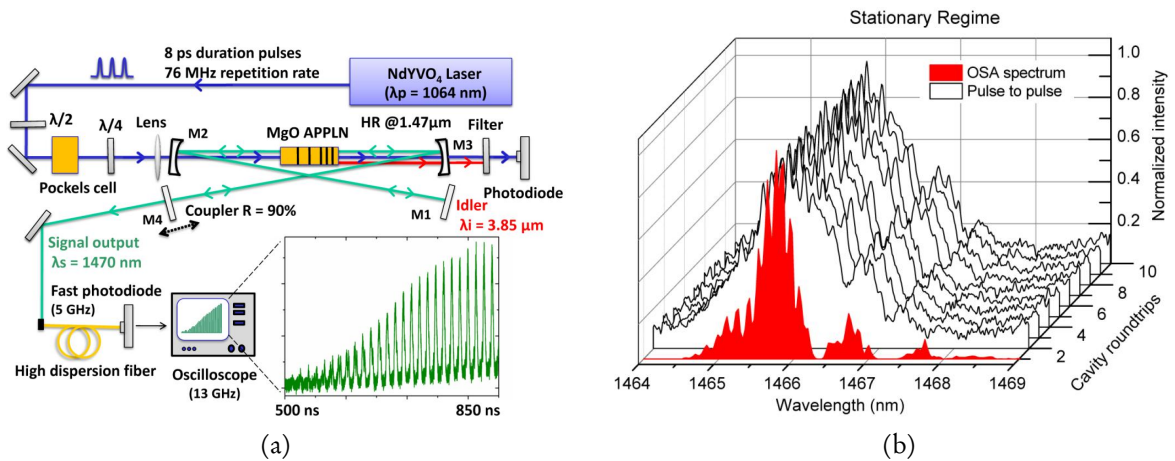 8 ps duration pulses
76 MHz repetition rate
NdYVO4 Laser
(λp = 1064 nm)
λ/2
λ/4
Lens
M2
MgO APPLN
HR @1.47μm
M3
Filter
Pockels cell
Photodiode
M4
Coupler R = 90%
M1
Idler
λi = 3.85 μm
Signal output
λs = 1470 nm
Fast photodiode
(5 GHz)
High dispersion fiber
Oscilloscope
(13 GHz)
500 ns
850 ns
(a)
Stationary Regime
OSA spectrum
Pulse to pulse
1.0
0.8
0.6
0.4
0.2
Normalized intensity
10
8
6
4
2
Cavity roundtrips
1464
1465
1466
1467
1468
1469
Wavelength (nm)
(b)